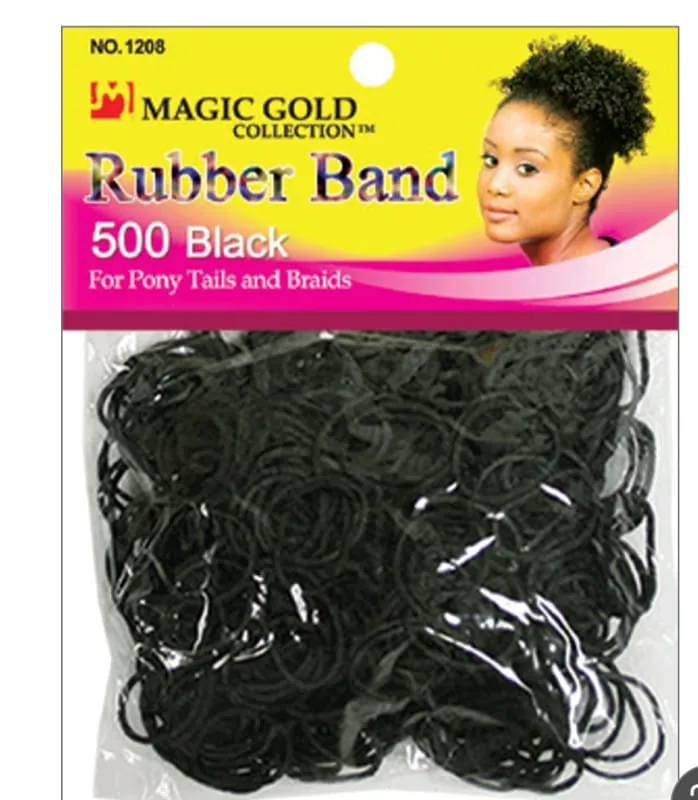 NO.1208
MAGIC GOLD
COLLECTION™
Rubber Band
500 Black
For Pony Tails and Braids